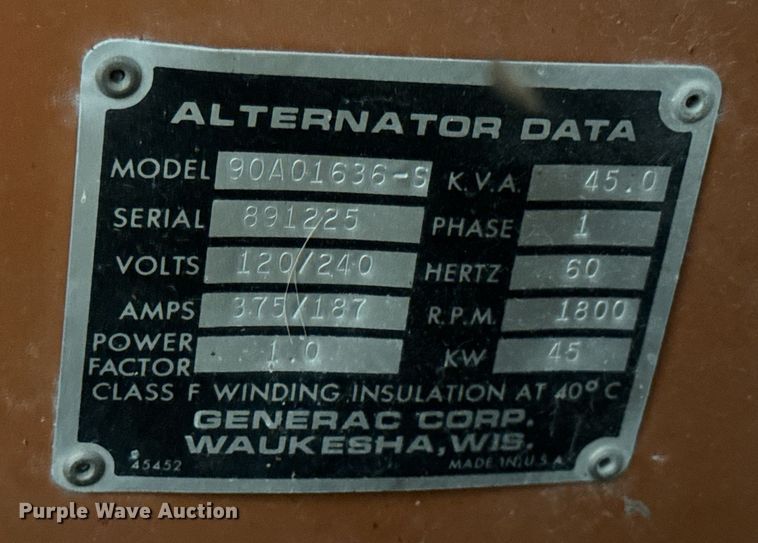 ALTERNATOR DATA
MODEL 90A01636-S K.V.A. 45.0
SERIAL 891225 PHASE 1
VOLTS 120/240 HERTZ 60
AMPS 375/187 R.P.M. 1800
POWER FACTOR 1.0 KW 45
CLASS F WINDING INSULATION AT 40° C
GENERAC CORP.
WAUKESHA, WIS.
45452 MADE IN U.S.A.
Purple Wave Auction